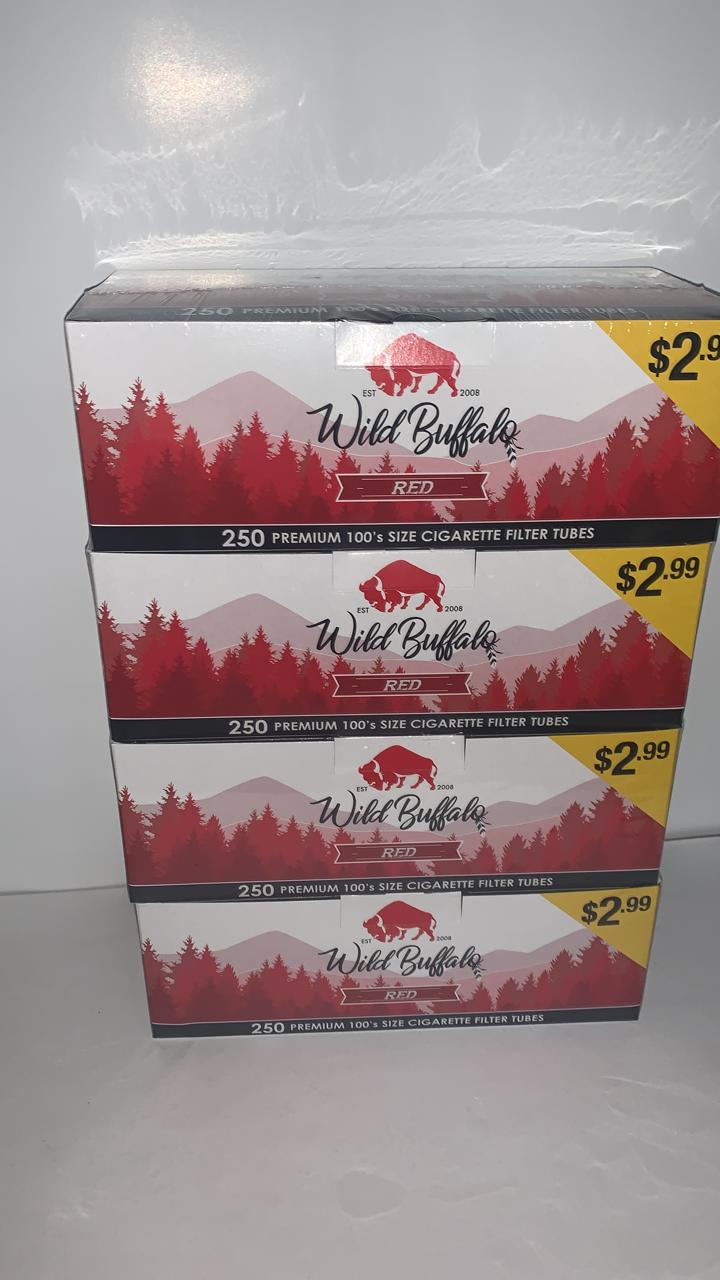 250 PREMIUM 100's SIZE CIGARETTE FILTER TUBES
$2.9
EST 2008
Wild Buffalo
RED
250 PREMIUM 100's SIZE CIGARETTE FILTER TUBES
$2.99
EST 2008
Wild Buffalo
RED
250 PREMIUM 100's SIZE CIGARETTE FILTER TUBES
$2.99
EST 2008
Wild Buffalo
RED
250 PREMIUM 100's SIZE CIGARETTE FILTER TUBES
$2.99
EST 2008
Wild Buffalo
RED
250 PREMIUM 100's SIZE CIGARETTE FILTER TUBES